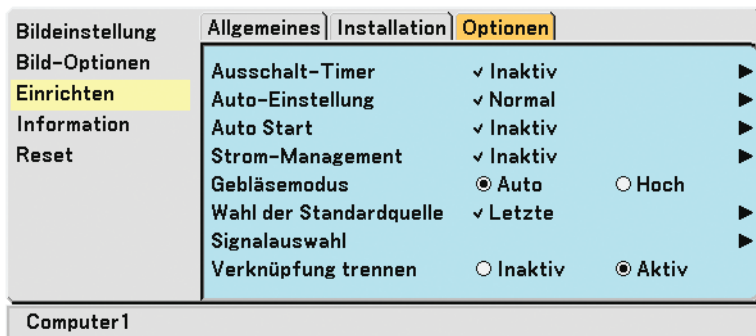 Bildeinstellung
Bild-Optionen
Einrichten
Information
Reset
Allgemeines Installation Optionen
Ausschalt-Timer Inaktiv
Auto-Einstellung Normal
Auto Start Inaktiv
Strom-Management Inaktiv
Gebläsemodus Auto Hoch
Wahl der Standardquelle Letzte
Signalauswahl
Verknüpfung trennen Inaktiv Aktiv
Computer1